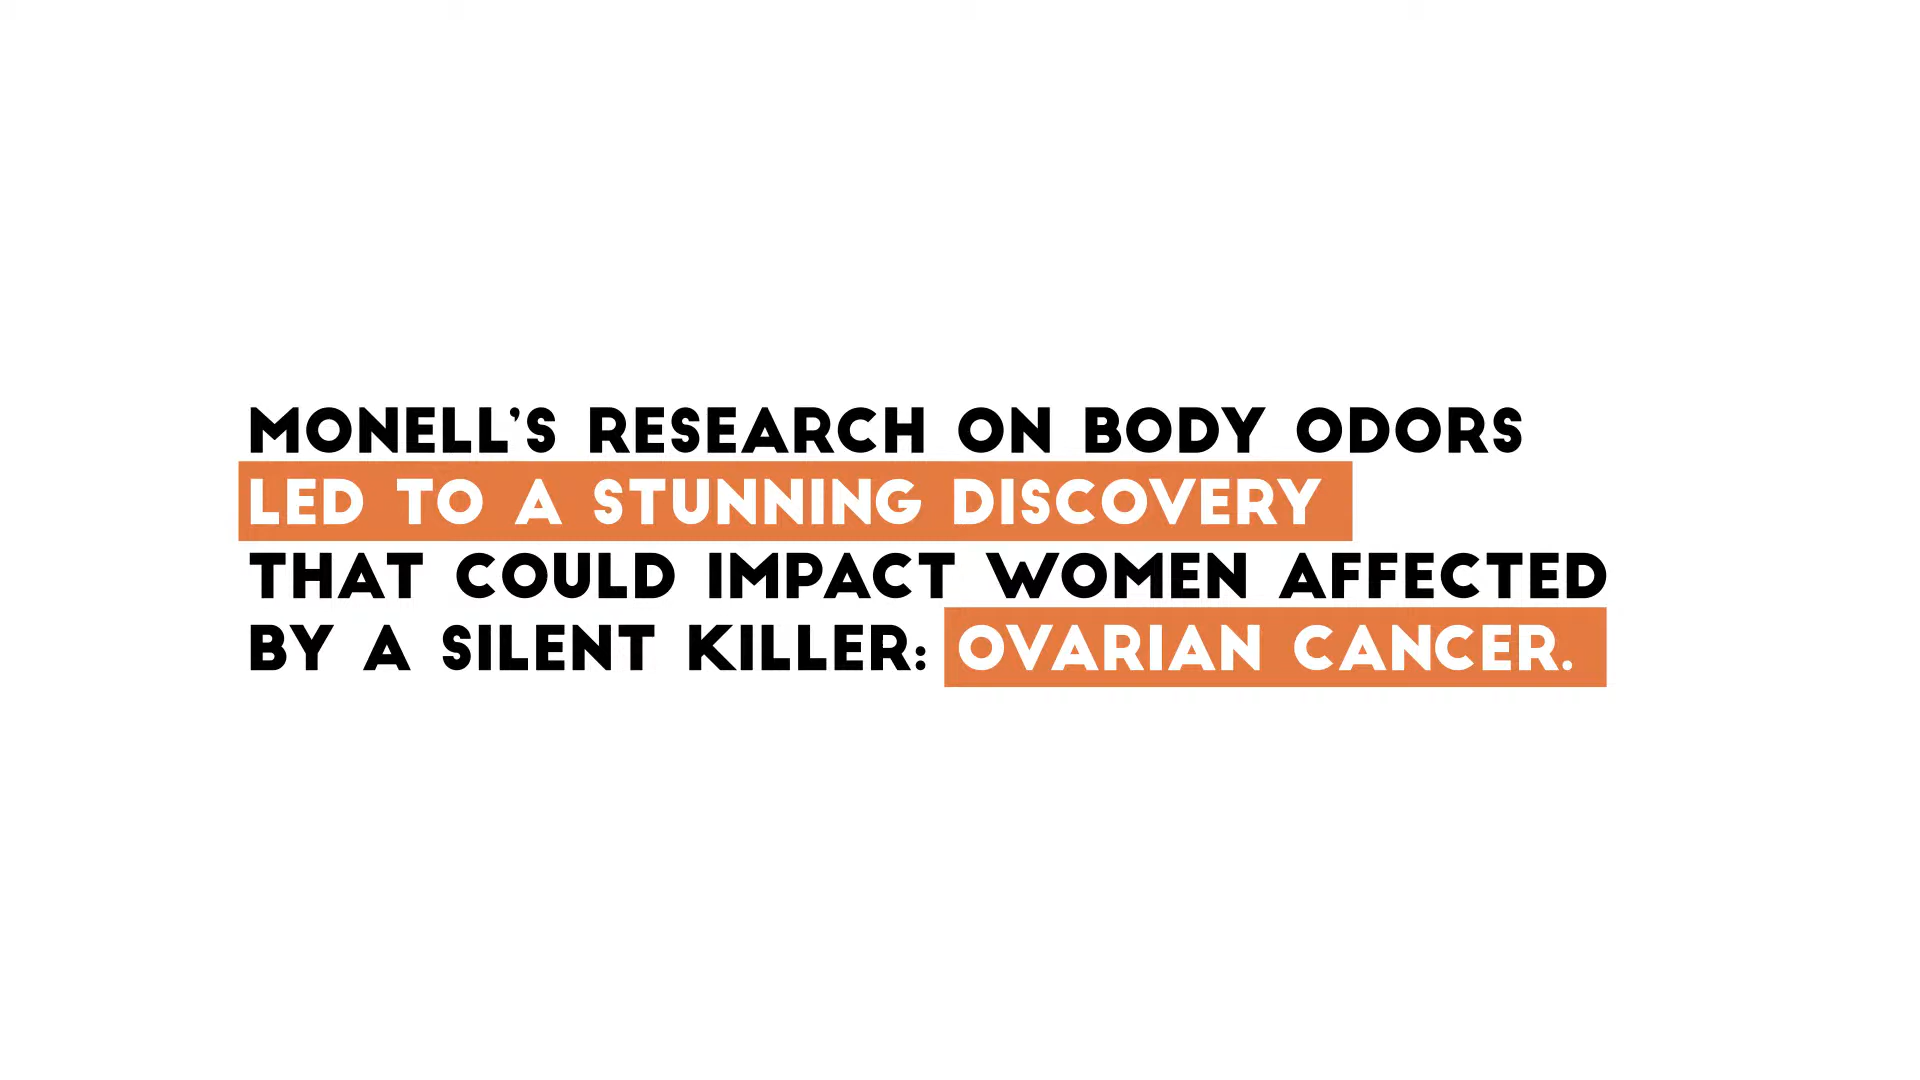 MONELL’S RESEARCH ON BODY ODORS
LED TO A STUNNING DISCOVERY
THAT COULD IMPACT WOMEN AFFECTED
BY A SILENT KILLER: OVARIAN CANCER.